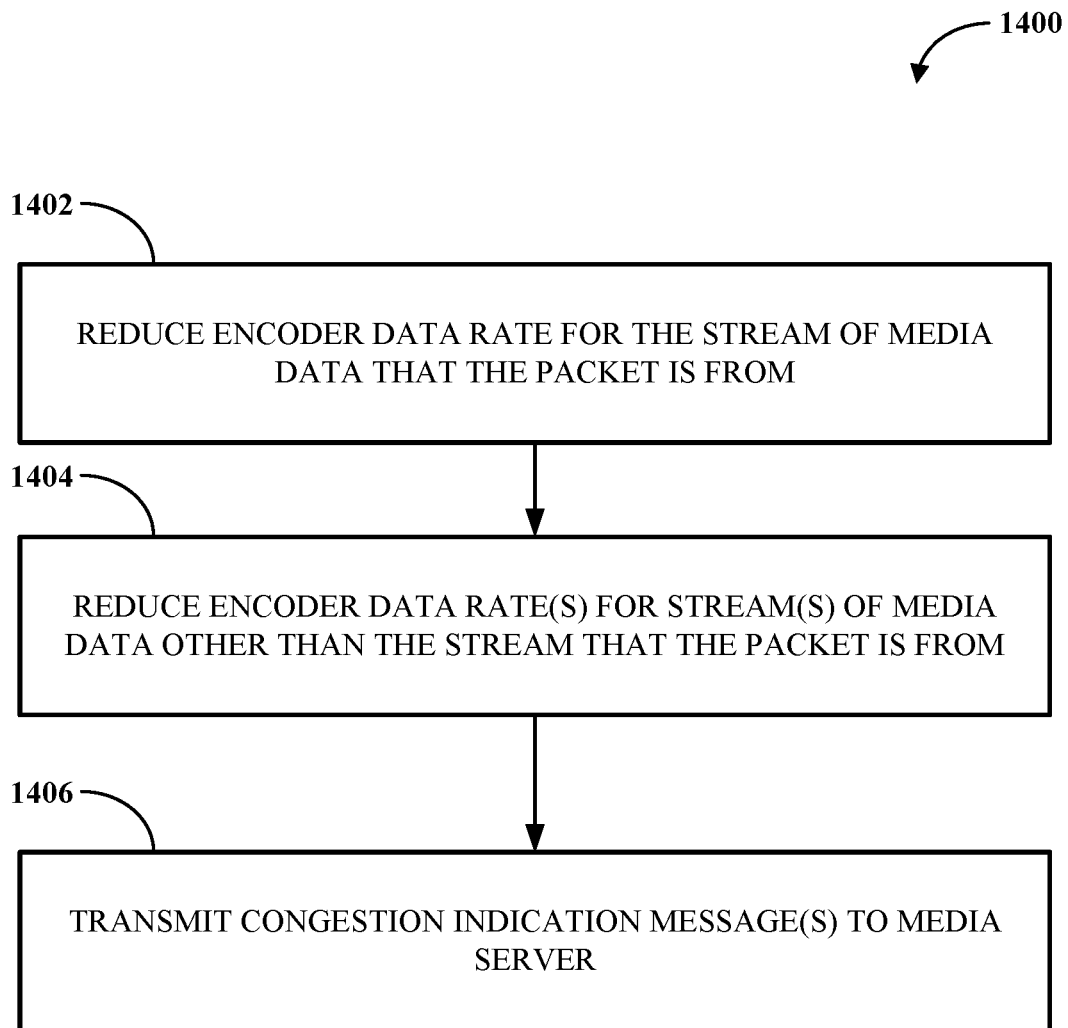 1400
1402
REDUCE ENCODER DATA RATE FOR THE STREAM OF MEDIA
DATA THAT THE PACKET IS FROM
1404
REDUCE ENCODER DATA RATE(S) FOR STREAM(S) OF MEDIA
DATA OTHER THAN THE STREAM THAT THE PACKET IS FROM
1406
TRANSMIT CONGESTION INDICATION MESSAGE(S) TO MEDIA
SERVER